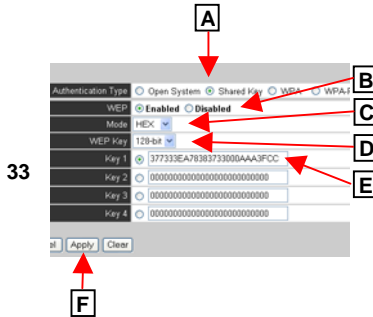 A
Authentication Type Open System Shared Key WPA WPA-P
B
WEP Enabled Disabled
C
Mode HEX
WEP Key 128-bit
D
33
Key 1 377333EA78383733000AAA3FCC
E
Key 2 00000000000000000000000000
Key 3 00000000000000000000000000
Key 4 00000000000000000000000000
el Apply Clear
F